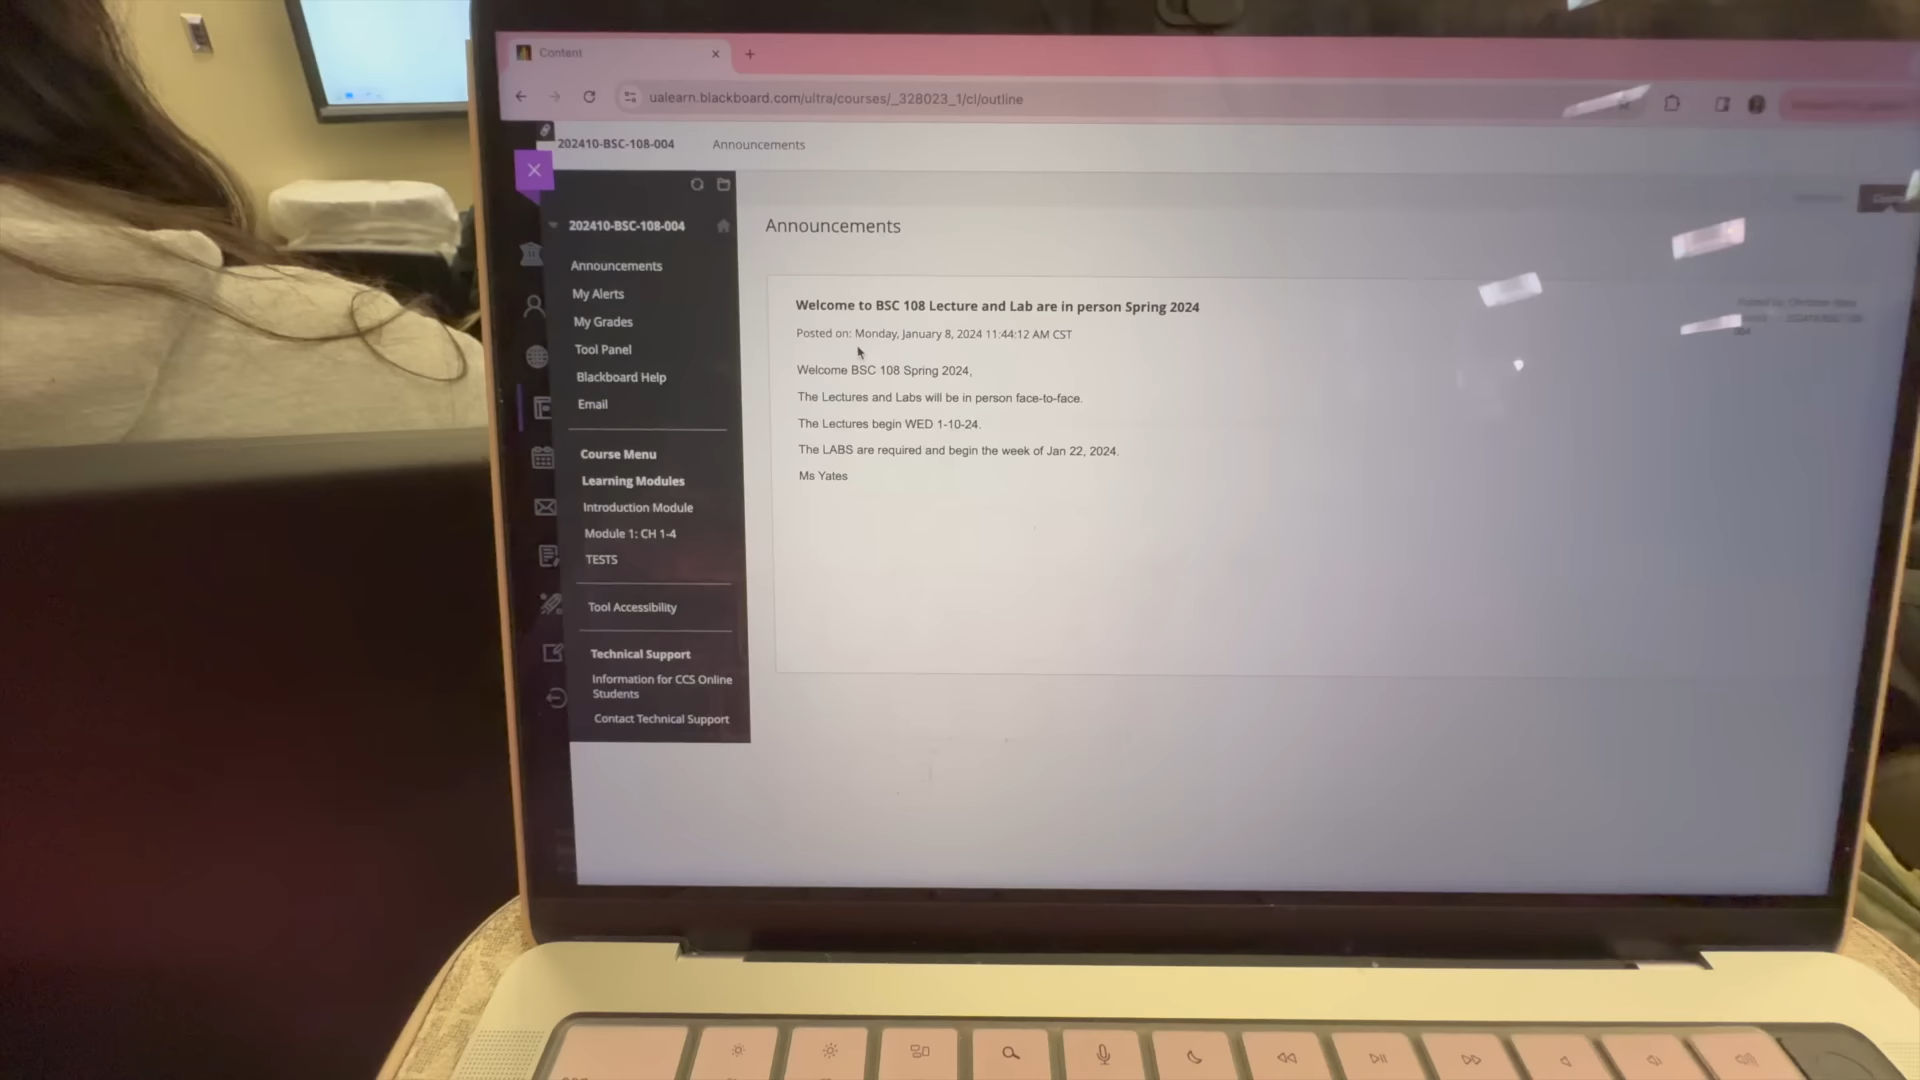 Content
ualearn.blackboard.com/ultra/courses/_328023_1/cl/outline
202410-BSC-108-004 Announcements
202410-BSC-108-004
Announcements
My Alerts
My Grades
Tool Panel
Blackboard Help
Email
Course Menu
Learning Modules
Introduction Module
Module 1: CH 1-4
TESTS
Tool Accessibility
Technical Support
Information for CCS Online
Students
Contact Technical Support
Announcements
Welcome to BSC 108 Lecture and Lab are in person Spring 2024
Posted on: Monday, January 8, 2024 11:44:12 AM CST
Welcome BSC 108 Spring 2024,
The Lectures and Labs will be in person face-to-face.
The Lectures begin WED 1-10-24.
The LABS are required and begin the week of Jan 22, 2024.
Ms Yates